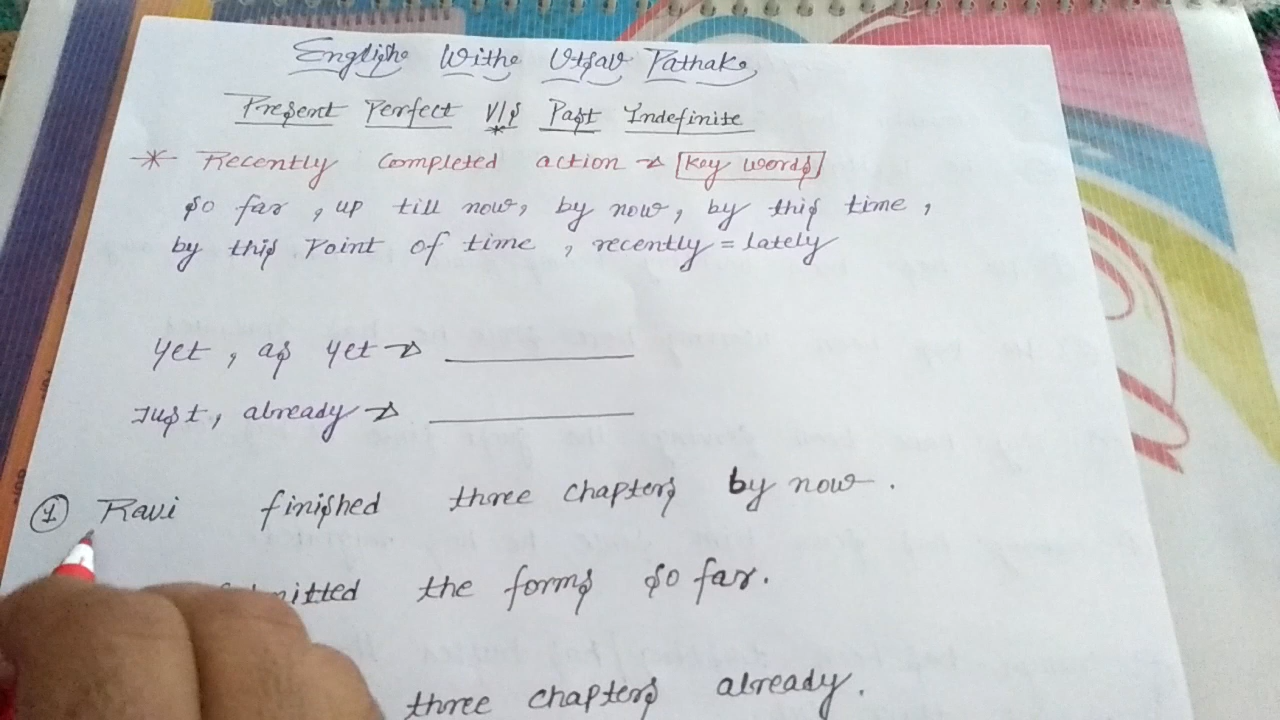 English With Utsav Pathak
Present Perfect V/s Past Indefinite
* Recently completed action → [Key words]
so far, up till now, by now, by this time,
by this point of time, recently = lately
Yet, as yet → ____________
Just, already → ____________
① Ravi finished three chapters by now.
the forms so far.
three chapters already.